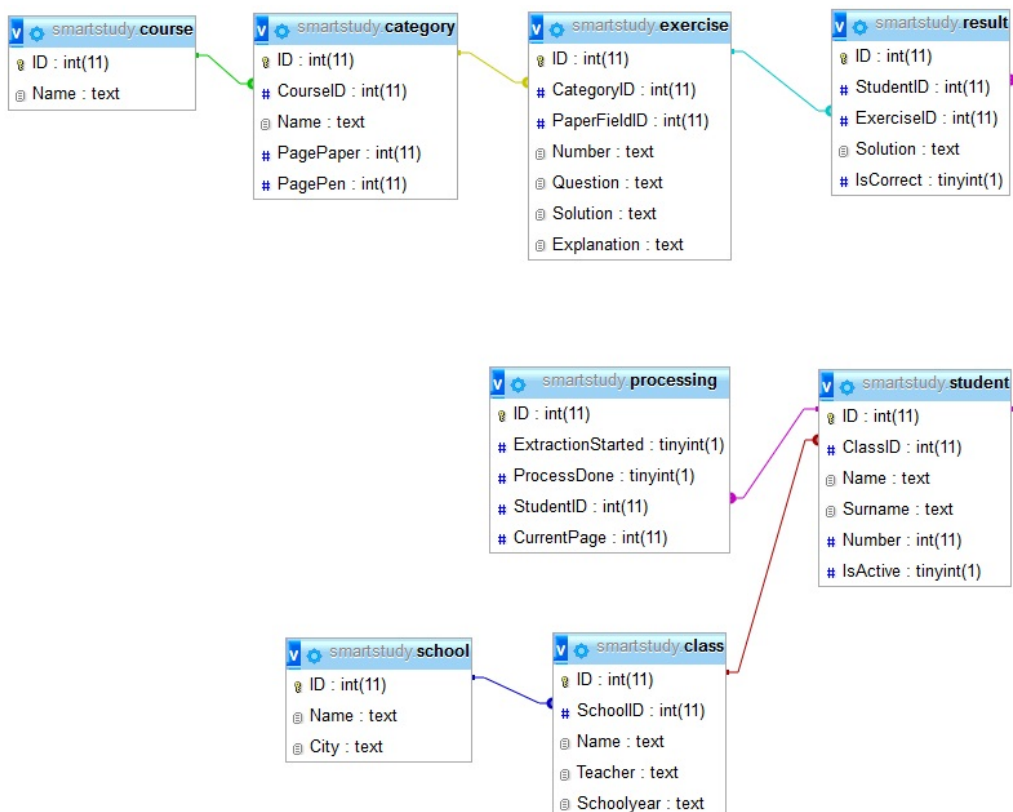 v smartstudy.course
ID : int(11)
Name : text
v smartstudy.category
ID : int(11)
# CourseID : int(11)
Name : text
# PagePaper : int(11)
# PagePen : int(11)
v smartstudy.exercise
ID : int(11)
# CategoryID : int(11)
# PaperFieldID : int(11)
Number : text
Question : text
Solution : text
Explanation : text
v smartstudy.result
ID : int(11)
# StudentID : int(11)
# ExerciseID : int(11)
Solution : text
# IsCorrect : tinyint(1)
v smartstudy.processing
ID : int(11)
# ExtractionStarted : tinyint(1)
# ProcessDone : tinyint(1)
# StudentID : int(11)
# CurrentPage : int(11)
v smartstudy.student
ID : int(11)
# ClassID : int(11)
Name : text
Surname : text
# Number : int(11)
# IsActive : tinyint(1)
v smartstudy.school
ID : int(11)
Name : text
City : text
v smartstudy.class
ID : int(11)
# SchoolID : int(11)
Name : text
Teacher : text
Schoolyear : text